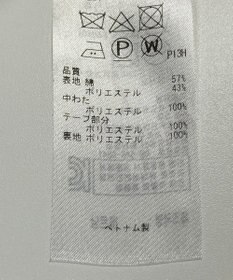 P W P13H
品質
表地 綿 57%
ポリエステル 43%
中わた
ポリエステル 100%
テープ部分
ポリエステル 100%
裏地 ポリエステル 100%
ベトナム製